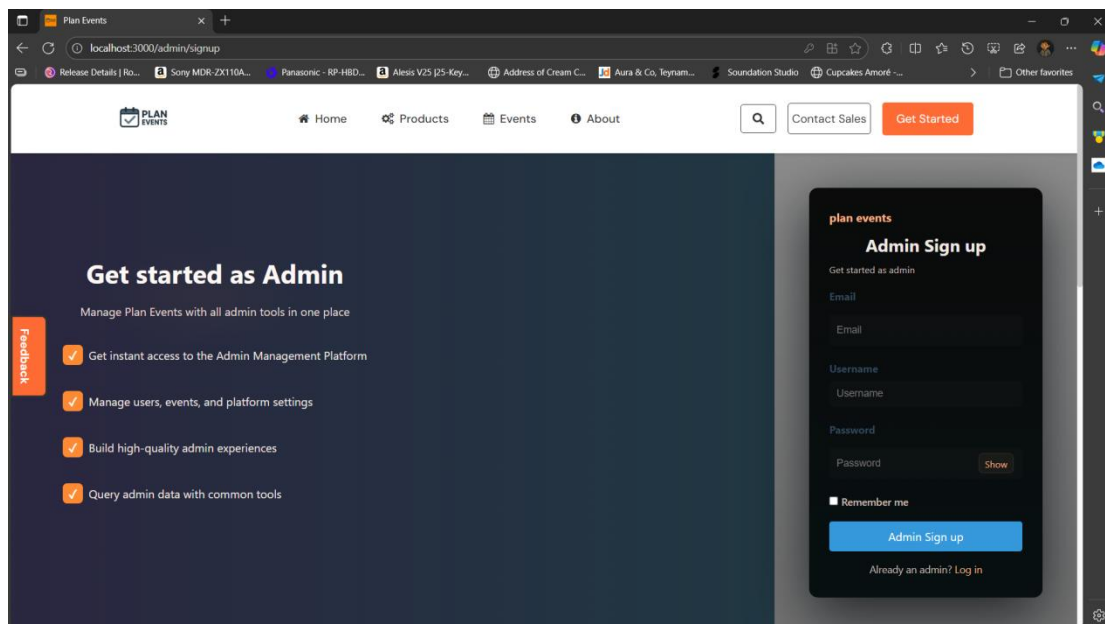 Plan Events
localhost:3000/admin/signup
Release Details | Ro...
Sony MDR-ZX110A...
Panasonic - RP-HBD...
Alesis V25 |25-Key...
Address of Cream C...
Aura & Co, Teynam...
Soundation Studio
Cupcakes Amoré -...
Other favorites
PLAN
EVENTS
Home
Products
Events
About
Contact Sales
Get Started
Get started as Admin
Manage Plan Events with all admin tools in one place
Get instant access to the Admin Management Platform
Manage users, events, and platform settings
Build high-quality admin experiences
Query admin data with common tools
Feedback
plan events
Admin Sign up
Get started as admin
Email
Email
Username
Username
Password
Password
Show
Remember me
Admin Sign up
Already an admin? Log in